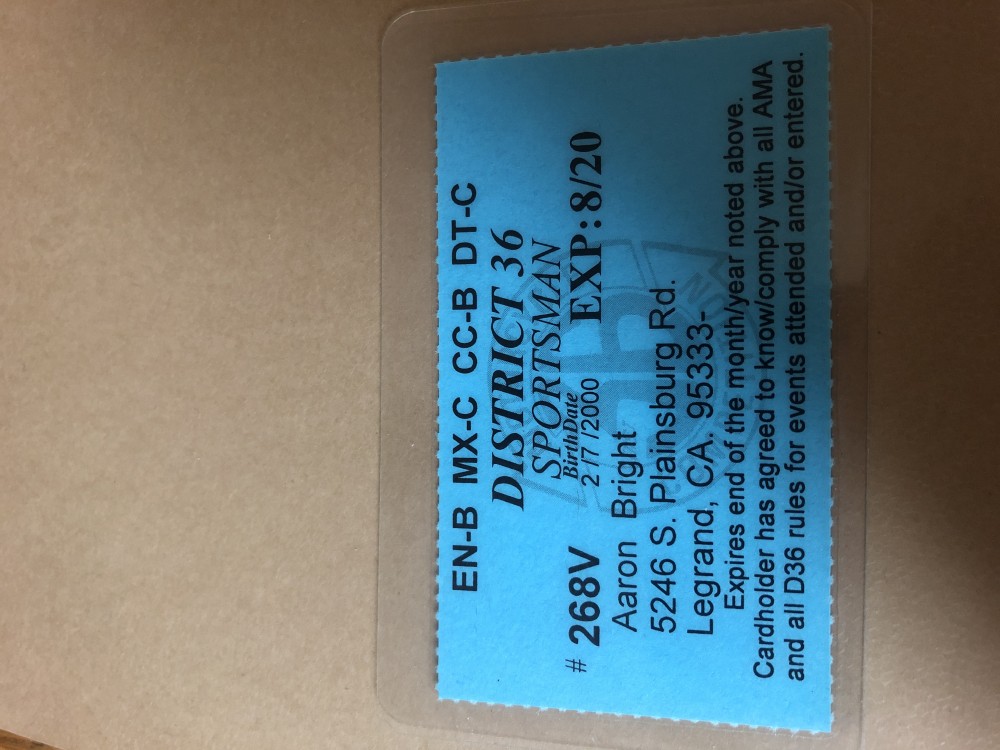 EN-B MX-C CC-B DT-C
DISTRICT 36
SPORTSMAN
BirthDate
2 /7 /2000 EXP: 8/20
# 268V
Aaron Bright
5246 S. Plainsburg Rd.
Legrand, CA. 95333-
Expires end of the month/year noted above.
Cardholder has agreed to know/comply with all AMA
and all D36 rules for events attended and/or entered.